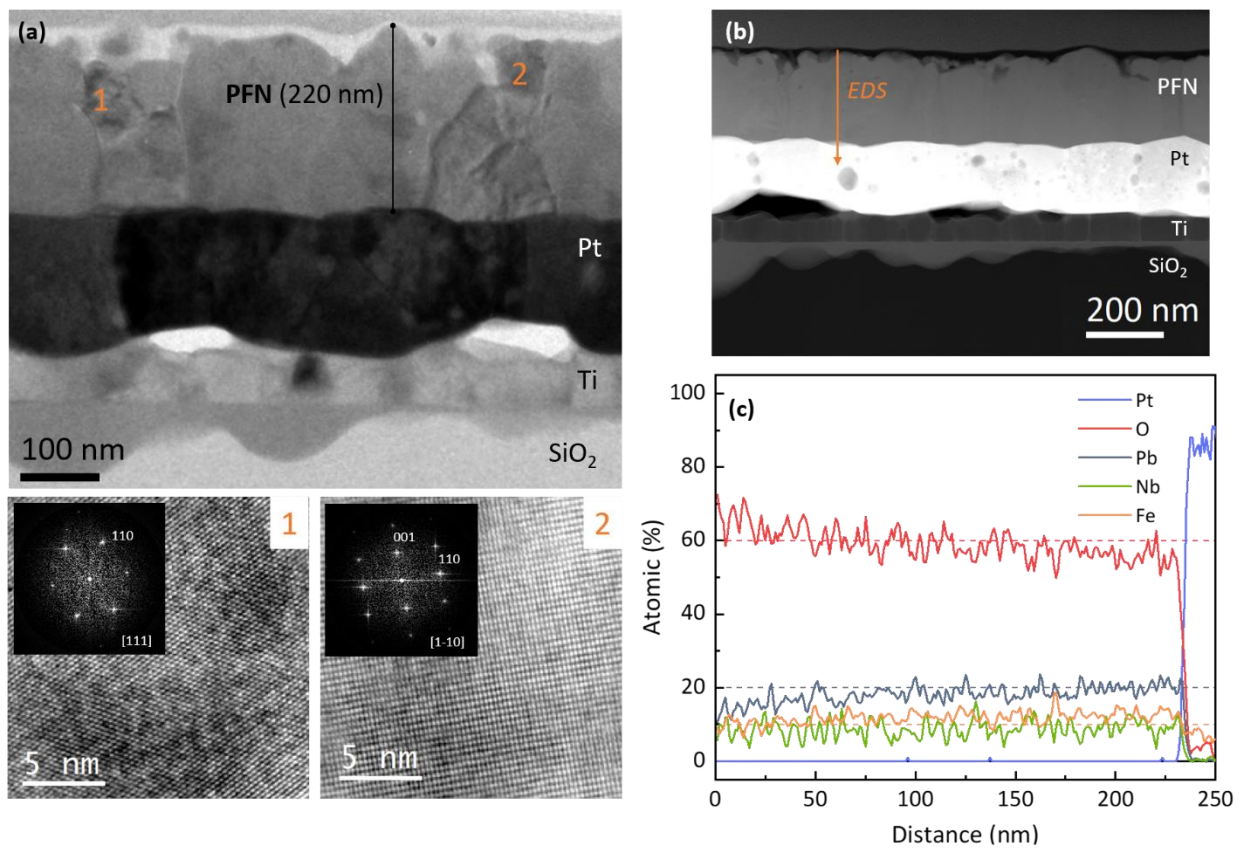 (a)
1
2
PFN (220 nm)
Pt
Ti
100 nm
SiO₂
1
110
[111]
5 nm
2
001
110
[1-10]
5 nm
(b)
EDS
PFN
Pt
Ti
SiO₂
200 nm
(c)
Pt
O
Pb
Nb
Fe
100
80
60
40
20
0
Atomic (%)
0
50
100
150
200
250
Distance (nm)